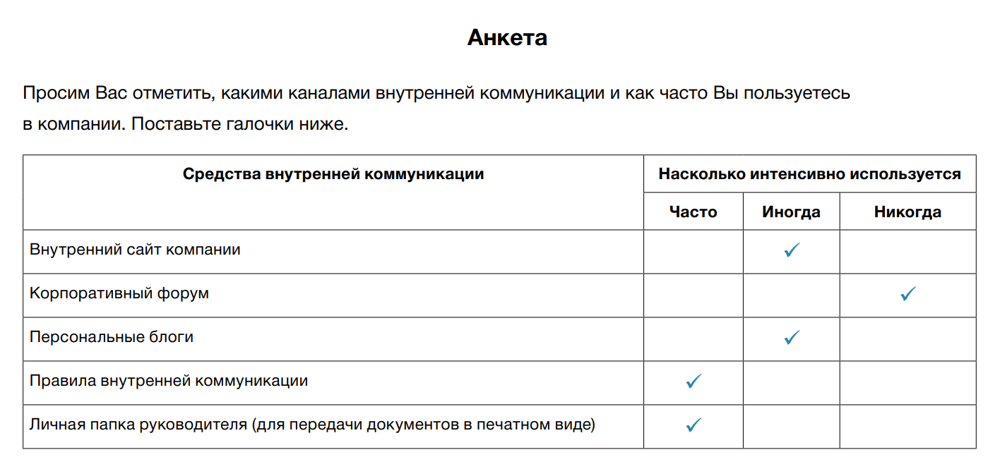 Анкета
Просим Вас отметить, какими каналами внутренней коммуникации и как часто Вы пользуетесь
в компании. Поставьте галочки ниже.
Средства внутренней коммуникации Насколько интенсивно используется
Часто Иногда Никогда
Внутренний сайт компании ✓
Корпоративный форум ✓
Персональные блоги ✓
Правила внутренней коммуникации ✓
Личная папка руководителя (для передачи документов в печатном виде) ✓